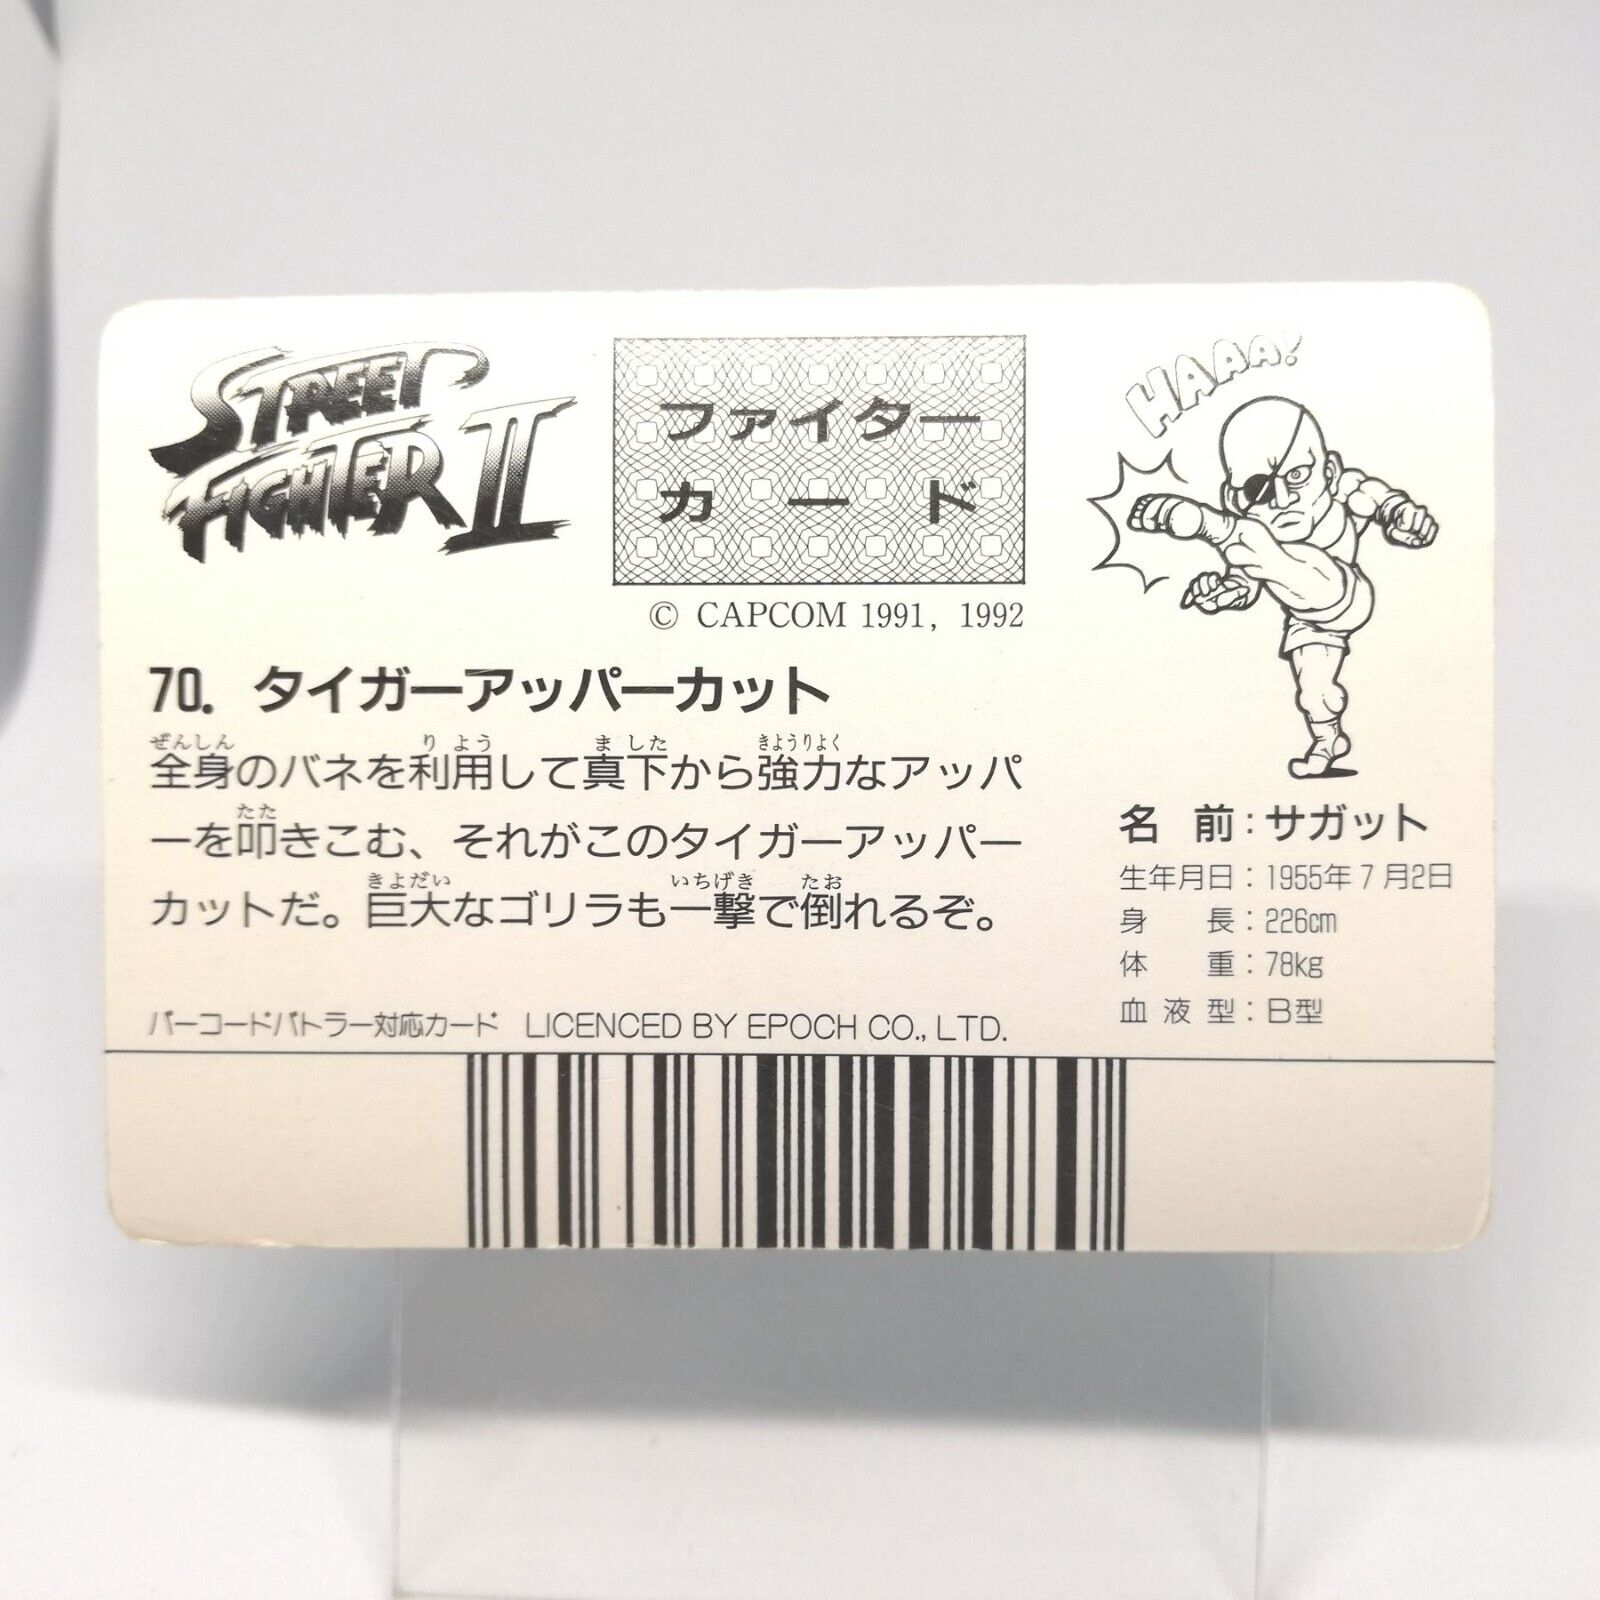 STREET
FIGHTER II
ファイター
カード
© CAPCOM 1991, 1992
HAAA!
70. タイガーアッパーカット
ぜんしん りよう ました きようりよく
全身のバネを利用して真下から強力なアッパ
たた
ーを叩きこむ、それがこのタイガーアッパー
きよだい いちげき たお
カットだ。巨大なゴリラも一撃で倒れるぞ。
名前:サガット
生年月日:1955年7月2日
身長:226cm
体重:78kg
血液型:B型
バーコードバトラー対応カード LICENCED BY EPOCH CO., LTD.